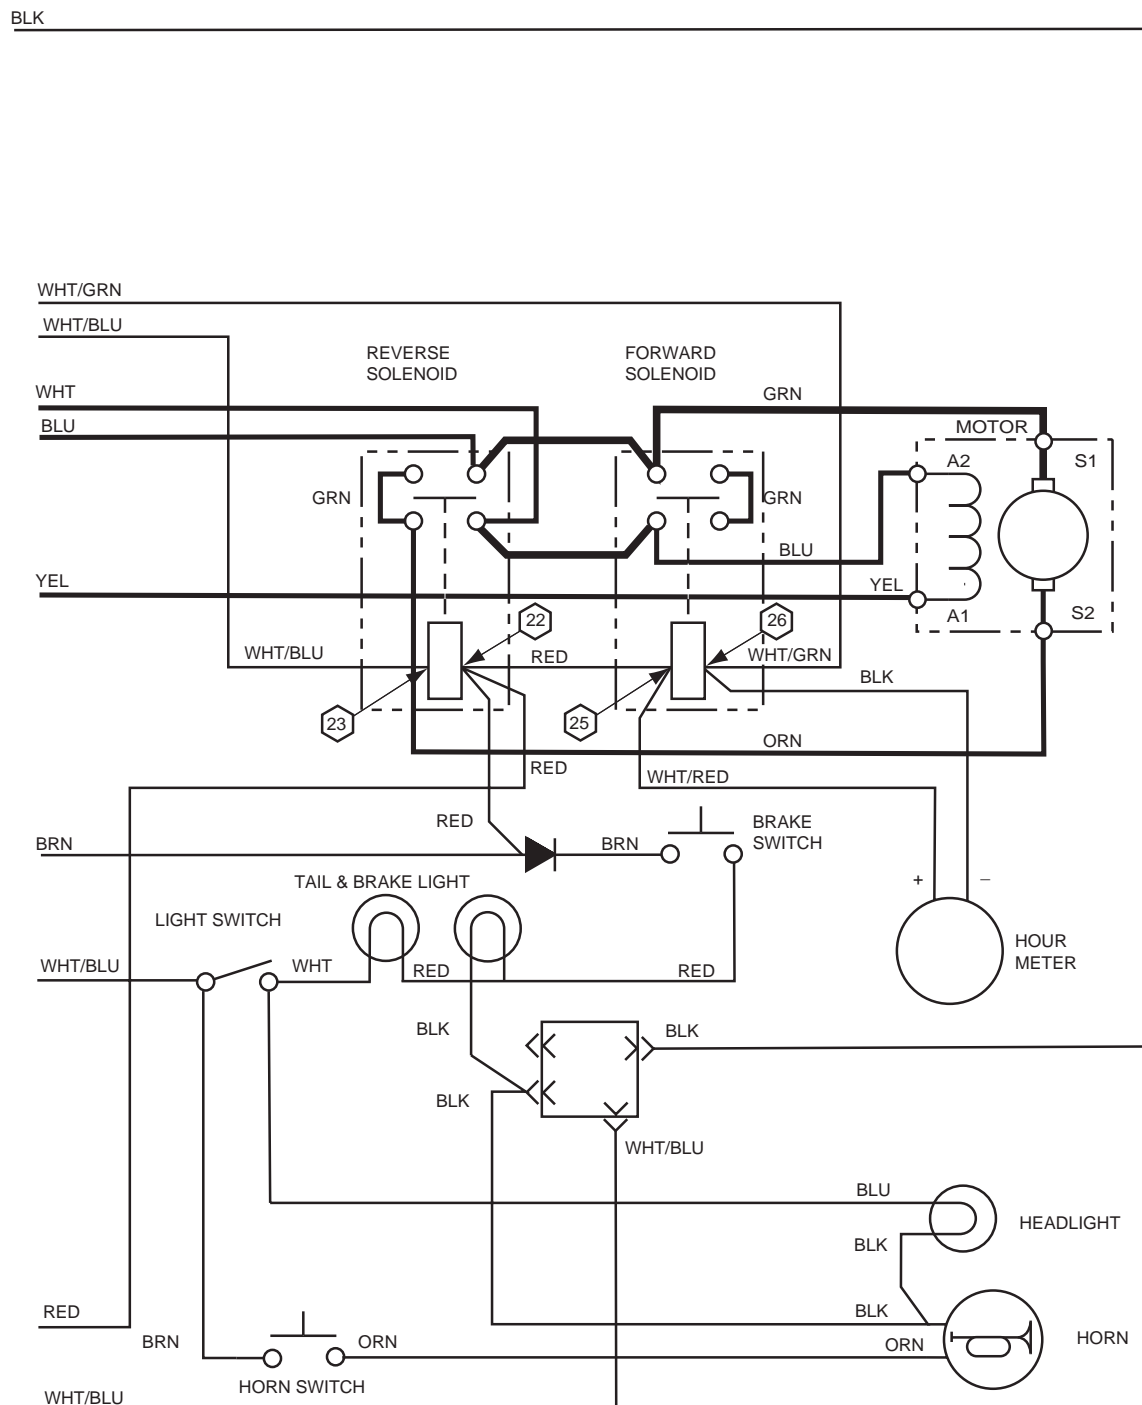 BLK
WHT/GRN
WHT/BLU
REVERSE
SOLENOID
FORWARD
SOLENOID
WHT
GRN
BLU
MOTOR
A2
S1
GRN
GRN
BLU
YEL
YEL
A1
S2
22
26
WHT/BLU
RED
WHT/GRN
BLK
23
25
ORN
RED
WHT/RED
RED
BRAKE
SWITCH
BRN
BRN
TAIL & BRAKE LIGHT
+
–
LIGHT SWITCH
HOUR
METER
WHT/BLU
WHT
RED
RED
BLK
BLK
BLK
WHT/BLU
BLU
HEADLIGHT
BLK
RED
BLK
BRN
ORN
ORN
HORN
HORN SWITCH
WHT/BLU